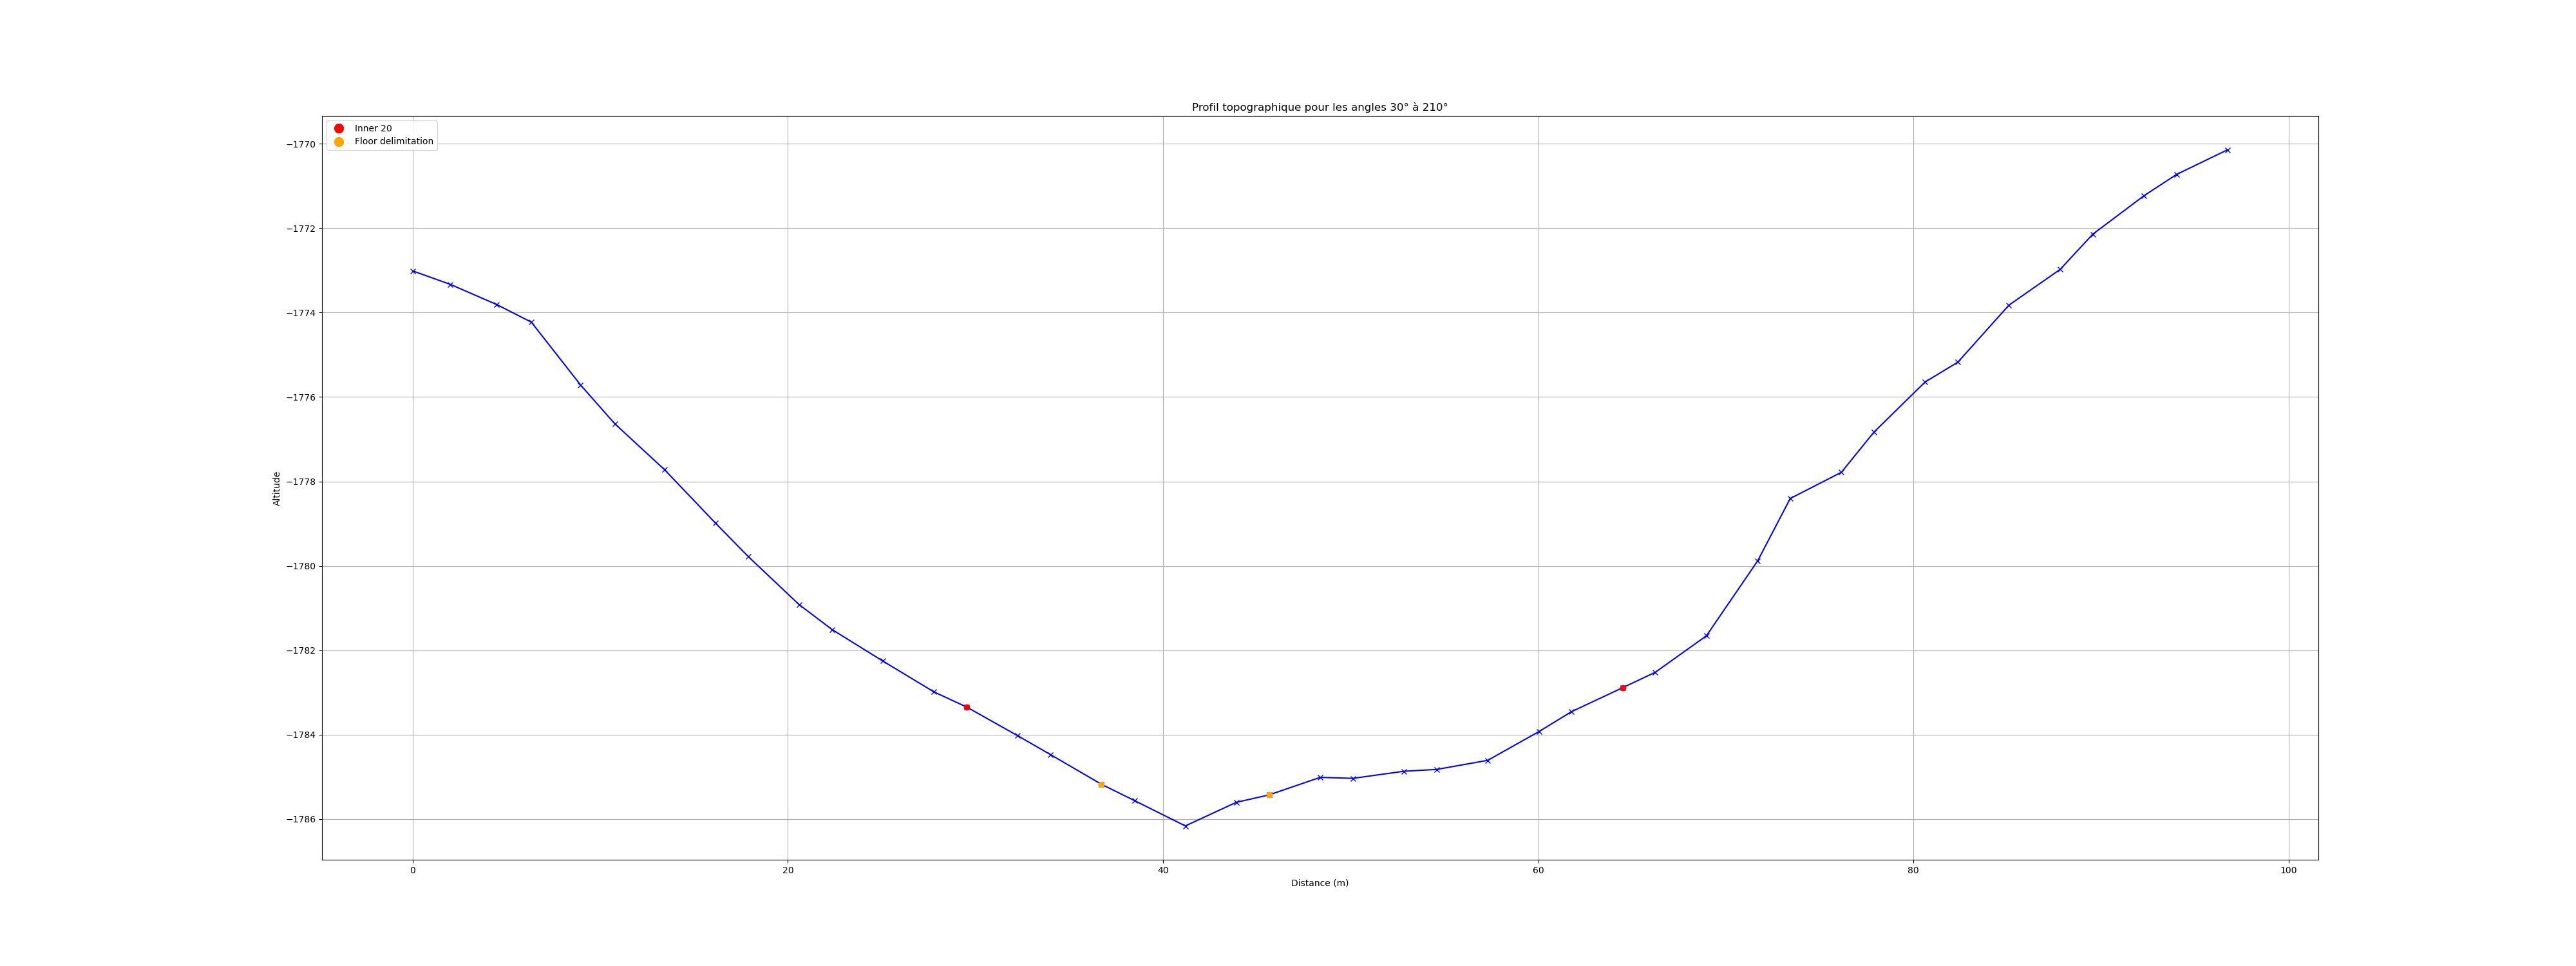 Profil topographique pour les angles 30° à 210°
Inner 20
Floor delimitation
−1770
−1772
−1774
−1776
−1778
−1780
−1782
−1784
−1786
Altitude
0 20 40 60 80 100
Distance (m)